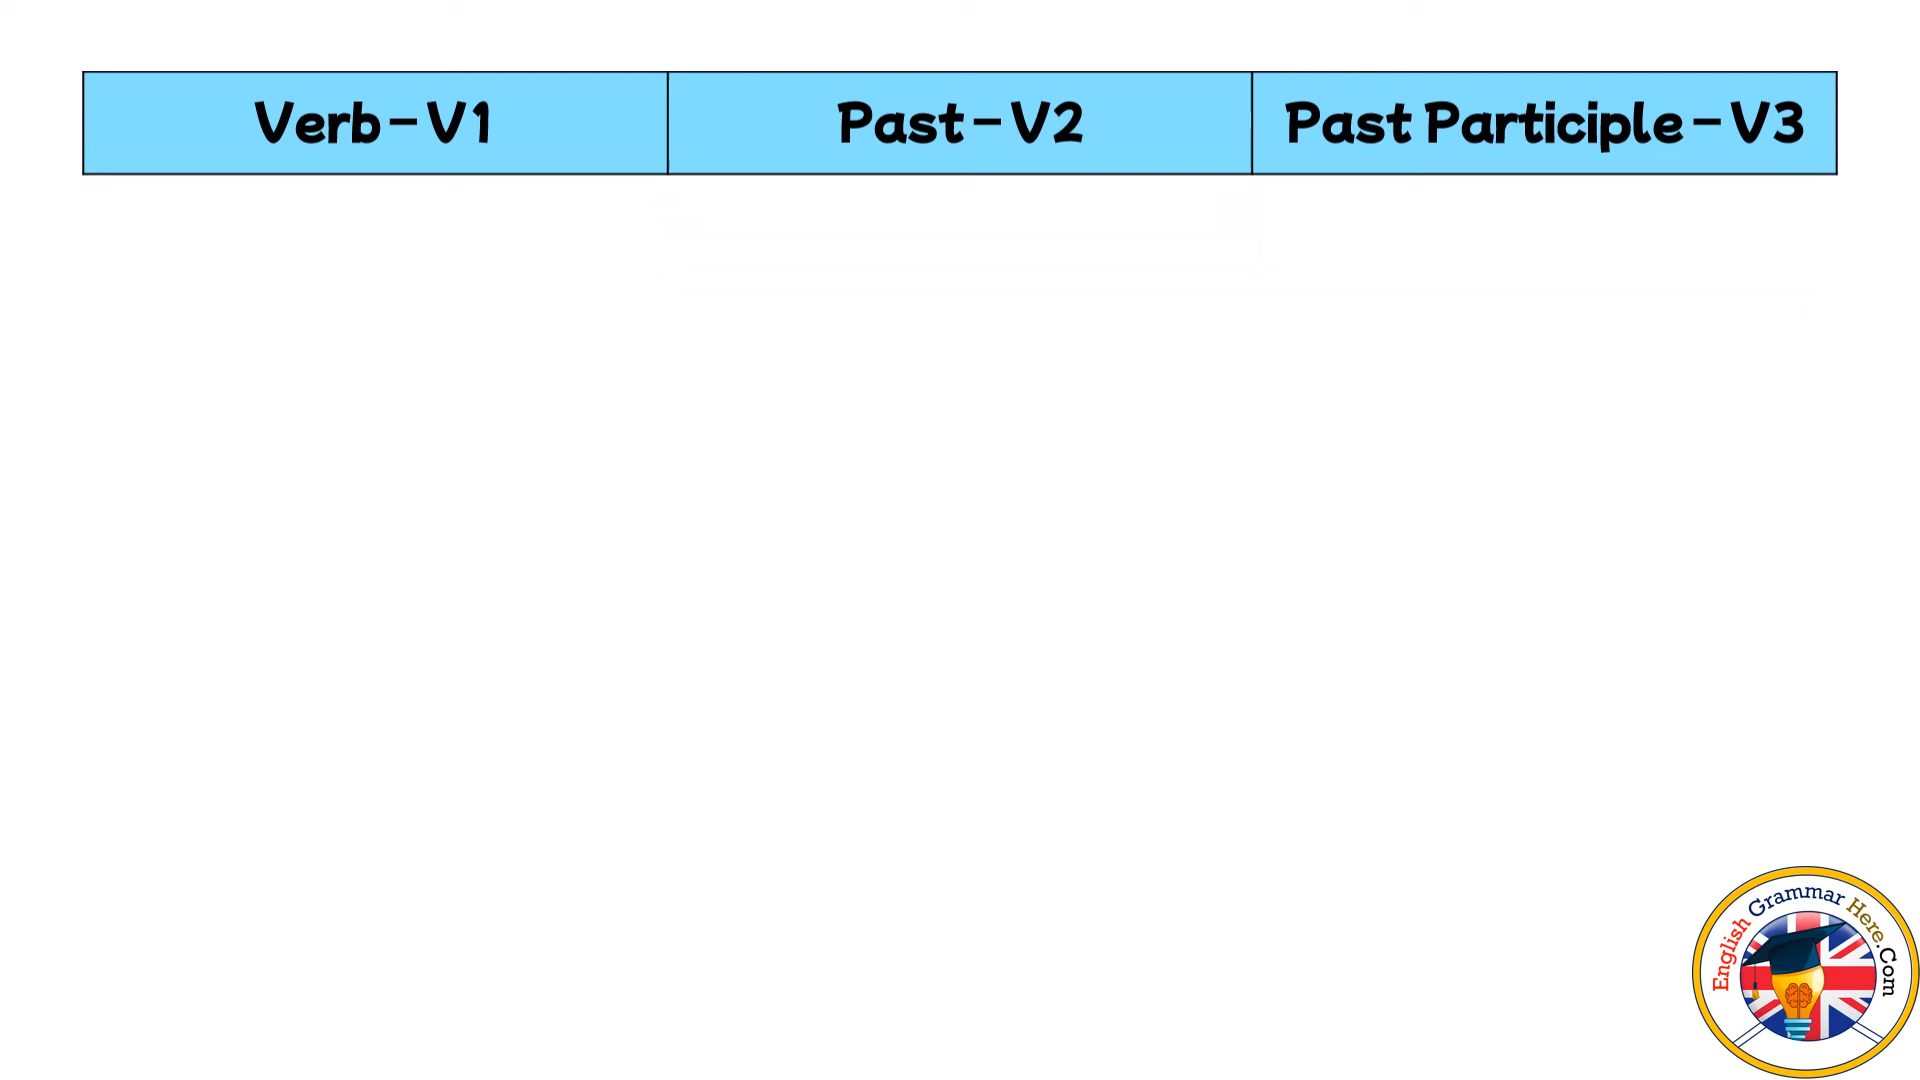 Verb – V1
Past – V2
Past Participle – V3
English Grammar Here.Com